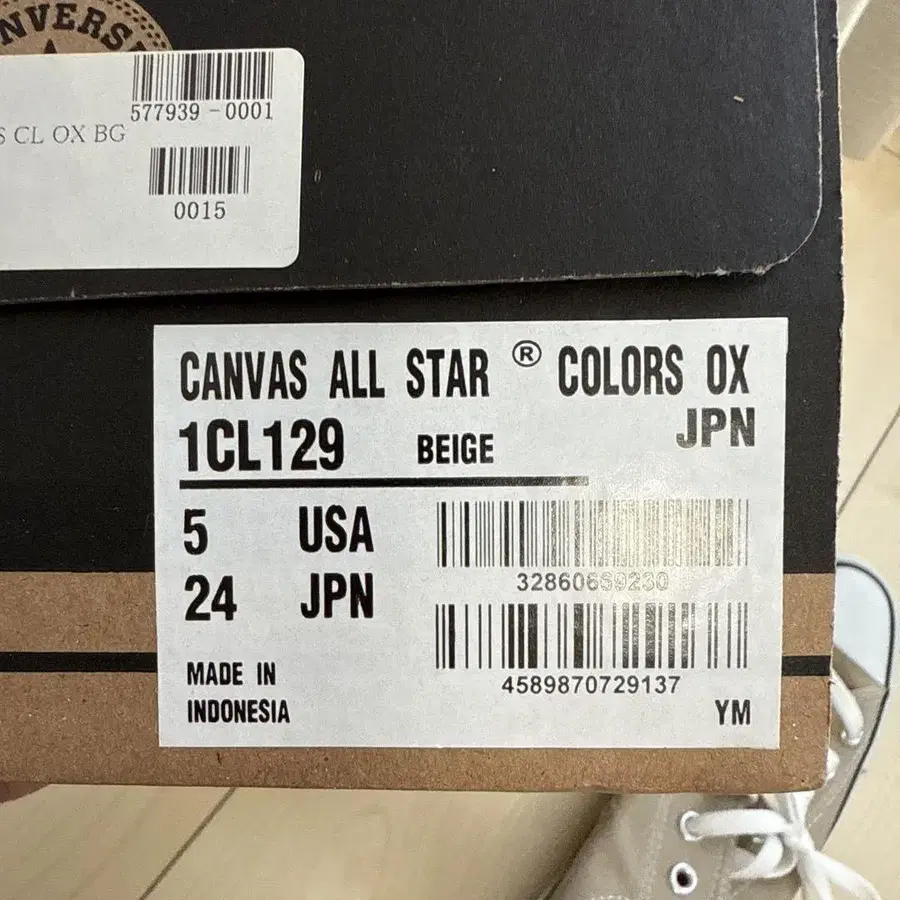 577939-0001
CL OX BG
0015
CANVAS ALL STAR ® COLORS OX
1CL129 BEIGE JPN
5 USA
24 JPN
4589870729137
MADE IN
INDONESIA
YM